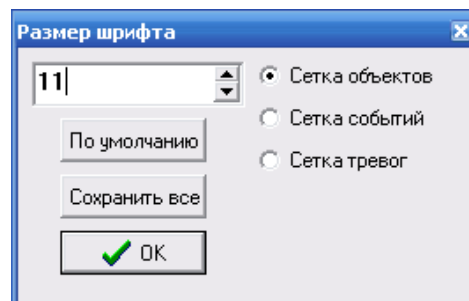 Размер шрифта
11
Сетка объектов
Сетка событий
Сетка тревог
По умолчанию
Сохранить все
OK